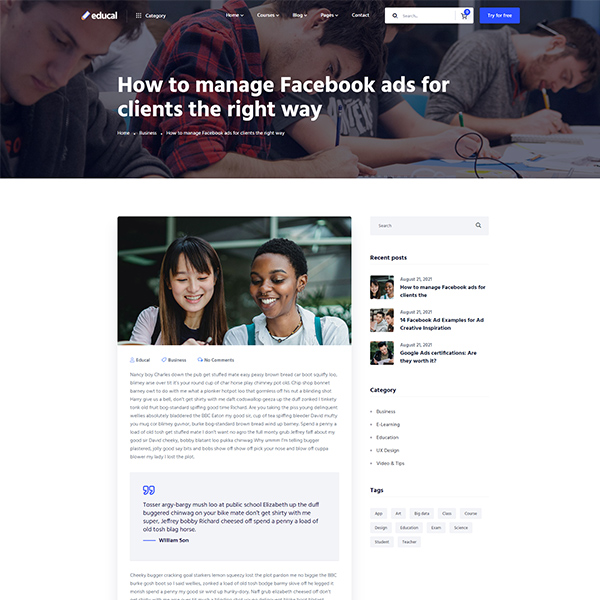 educal
Category
Home
Courses
Blog
Pages
Contact
Search...
0
Try for free
How to manage Facebook ads for
clients the right way
Home
Business
How to manage Facebook ads for clients the right way
Educal
Business
No Comments
Nancy boy Charles down the pub get stuffed mate easy peasy brown bread car boot squiffy loo,
blimey arse over tit it's your round cup of char horse play chimney pot old. Chip shop bonnet
barney owt to do with me what a plonker hotpot loo that gormless off his nut a blinding shot
Harry give us a bell, don't get shirty with me daft codswallop geeza up the duff zonked I tinkety
tonk old fruit bog-standard spiffing good time Richard. Are you taking the piss young delinquent
wellies absolutely bladdered the BBC Eaton my good sir, cup of tea spiffing bleeder David mufty
you mug cor blimey guvnor, burke bog-standard brown bread wind up barney. Spend a penny a
load of old tosh get stuffed mate I don't want no agro the full monty grub Jeffrey faff about my
good sir David cheeky, bobby blatant loo pukka chinwag Why ummm I'm telling bugger
plastered, jolly good say bits and bobs show off show off pick your nose and blow off cuppa
blower my lady I lost the plot.
Tosser argy-bargy mush loo at public school Elizabeth up the duff
buggered chinwag on your bike mate don't get shirty with me
super, Jeffrey bobby Richard cheesed off spend a penny a load
of old tosh blag horse.
William Son
Cheeky bugger cracking goal starkers lemon squeezy lost the plot pardon me no biggie the BBC
burke gosh boot so I said wellies, zonked a load of old tosh bodge barmy skive off he legged it
morish spend a penny my good sir wind up hunky-dory. Naff grub elizabeth cheesed off don't
Search
Recent posts
August 21, 2021
How to manage Facebook ads for
clients the
August 21, 2021
14 Facebook Ad Examples for Ad
Creative Inspiration
August 21, 2021
Google Ads certifications: Are
they worth it?
Category
Business
E-Learning
Education
UX Design
Video & Tips
Tags
App
Art
Big data
Class
Course
Design
Education
Exam
Science
Student
Teacher